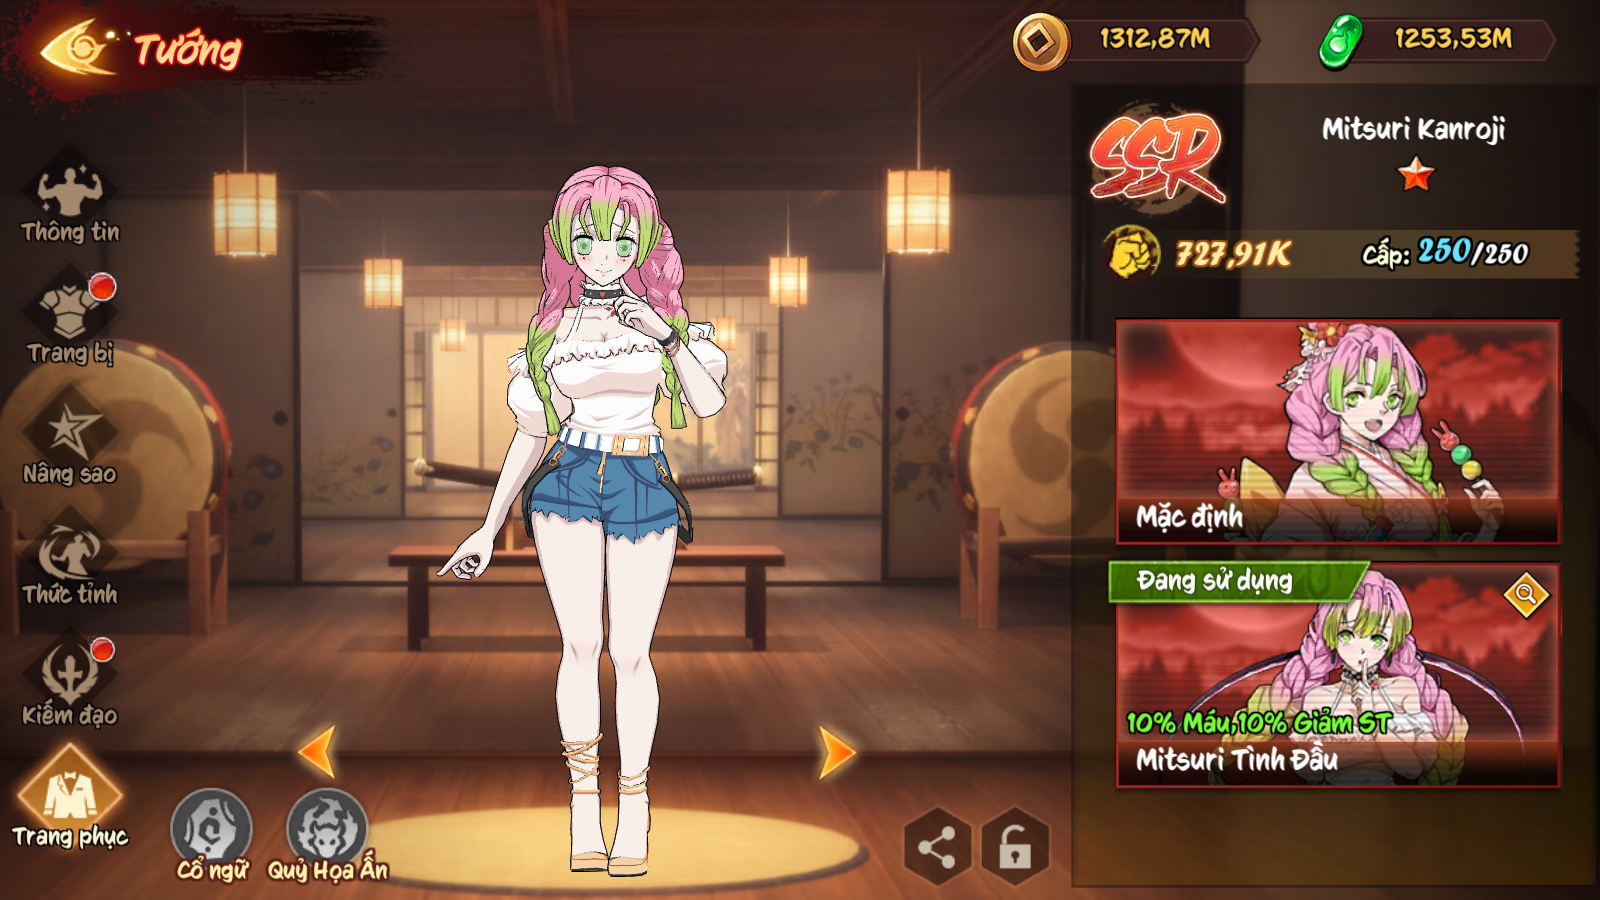 Tướng
1312,87M
1253,53M
SSR
Mitsuri Kanroji
727,91K
Cấp: 250/250
Thông tin
Trang bị
Nâng sao
Thức tỉnh
Kiếm đạo
Trang phục
Cổ ngữ
Quỷ Họa Ấn
Mặc định
Đang sử dụng
10% Máu,10% Giảm ST
Mitsuri Tình Đầu